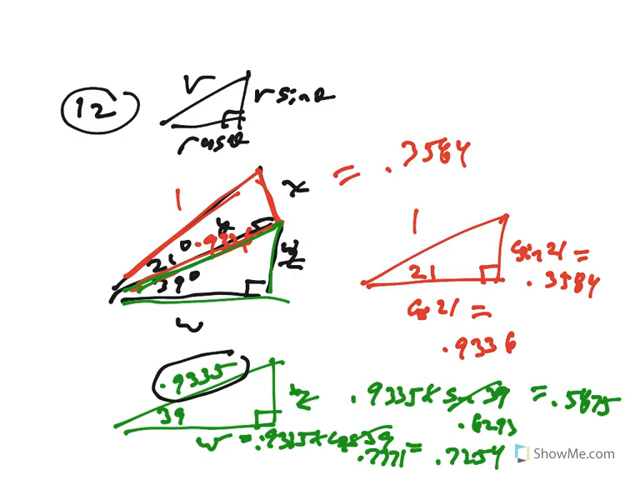 12
r
r sin θ
r cos θ
1
x = .3584
y
.9336
21°
39°
z
w
1
21
sin 21 =
.3584
cos 21 =
.9336
.9335
39
z
.9335 x sin 39 = .5875
.6293
w = .9335 x cos 39
.7771 = .7254
ShowMe.com